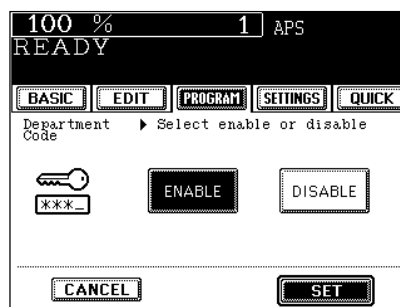 100 % 1 APS
READY
BASIC EDIT PROGRAM SETTINGS QUICK
Department Code ▶ Select enable or disable
***_ ENABLE DISABLE
CANCEL SET